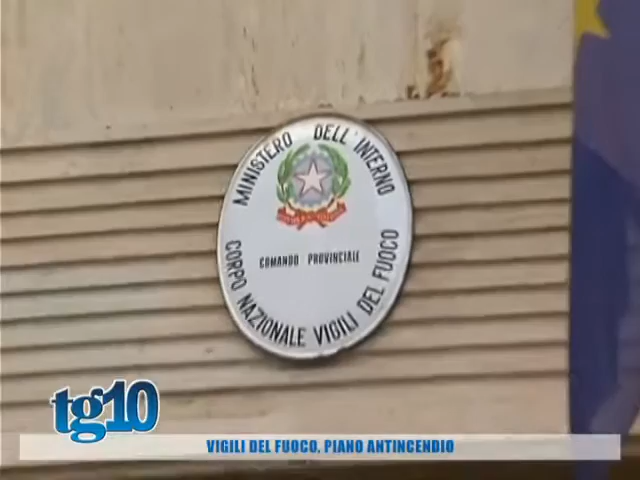 MINISTERO DELL'INTERNO
COMANDO PROVINCIALE
CORPO NAZIONALE VIGILI DEL FUOCO
tg10
VIGILI DEL FUOCO, PIANO ANTINCENDIO